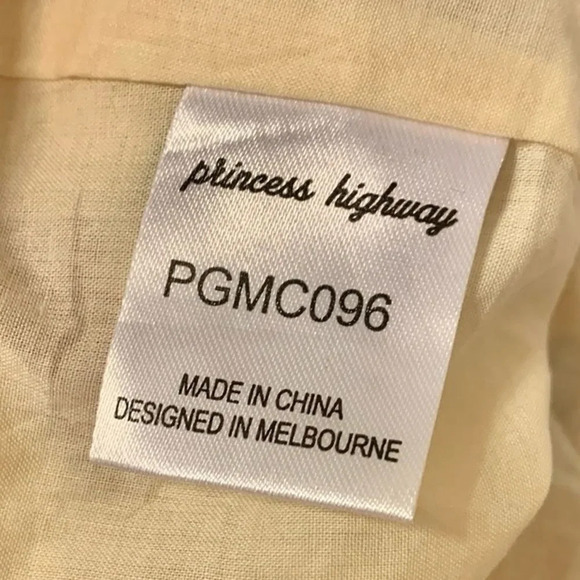 princess highway
PGMC096
MADE IN CHINA
DESIGNED IN MELBOURNE